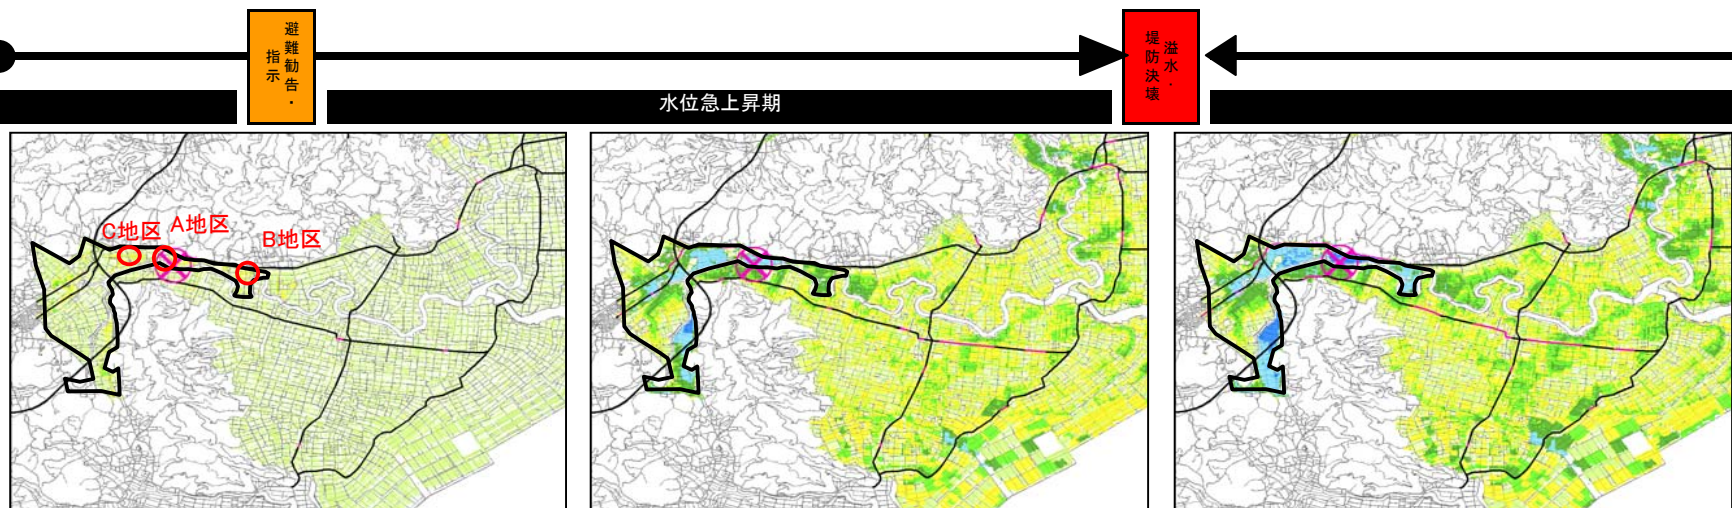 避難勧告・
指示
溢水・
堤防決壊
水位急上昇期
C地区
A地区
B地区